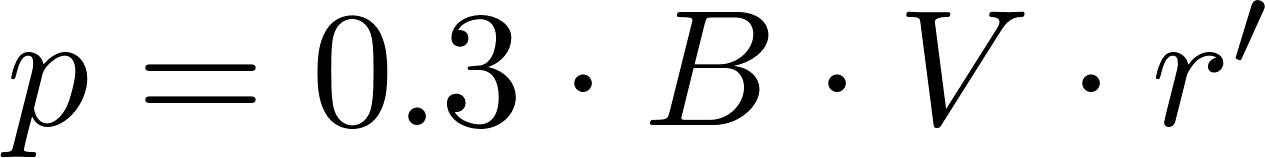 p = 0.3 · B · V · r′